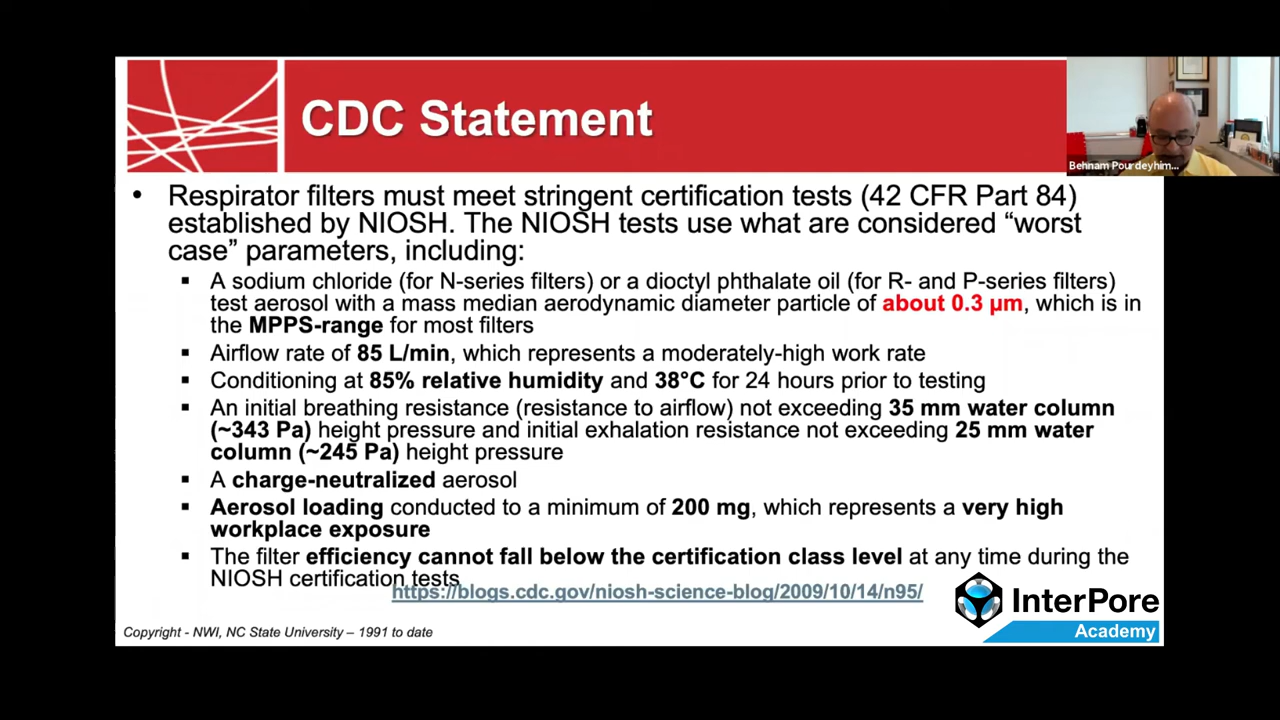 CDC Statement
Behnam Pourdeyhim...
• Respirator filters must meet stringent certification tests (42 CFR Part 84)
established by NIOSH. The NIOSH tests use what are considered “worst
case” parameters, including:
▪ A sodium chloride (for N-series filters) or a dioctyl phthalate oil (for R- and P-series filters)
test aerosol with a mass median aerodynamic diameter particle of about 0.3 µm, which is in
the MPPS-range for most filters
▪ Airflow rate of 85 L/min, which represents a moderately-high work rate
▪ Conditioning at 85% relative humidity and 38°C for 24 hours prior to testing
▪ An initial breathing resistance (resistance to airflow) not exceeding 35 mm water column
(~343 Pa) height pressure and initial exhalation resistance not exceeding 25 mm water
column (~245 Pa) height pressure
▪ A charge-neutralized aerosol
▪ Aerosol loading conducted to a minimum of 200 mg, which represents a very high
workplace exposure
▪ The filter efficiency cannot fall below the certification class level at any time during the
NIOSH certification tests
https://blogs.cdc.gov/niosh-science-blog/2009/10/14/n95/
InterPore
Academy
Copyright - NWI, NC State University – 1991 to date